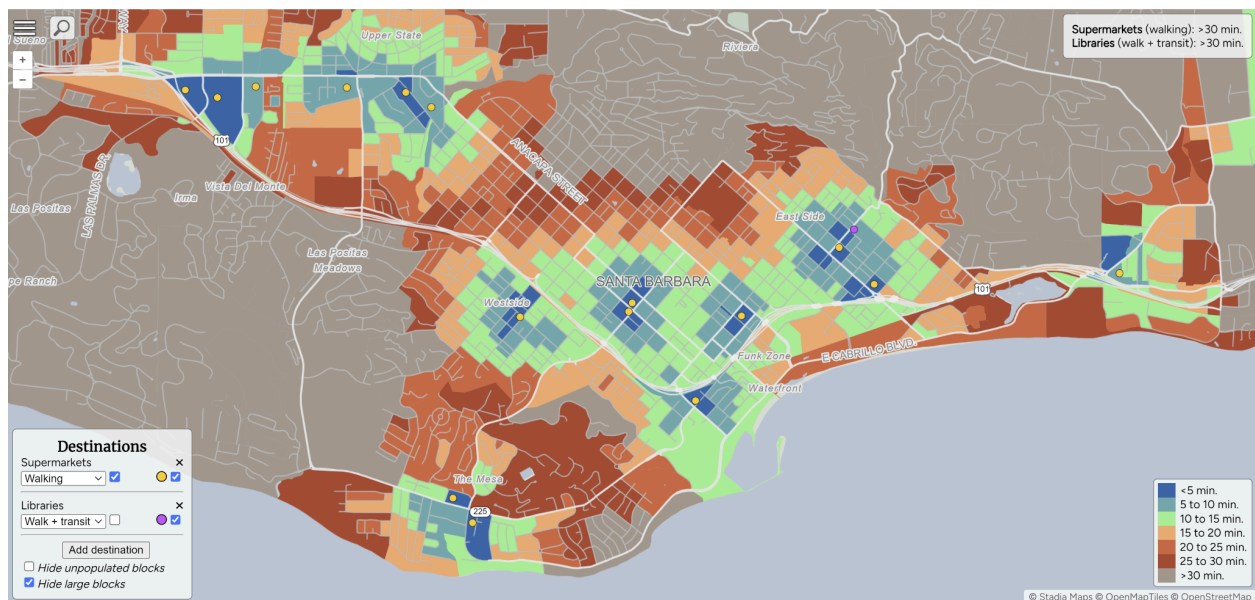 l Sueno
WAY
Upper State
Riviera
Supermarkets (walking): >30 min.
Libraries (walk + transit): >30 min.
+
−
101
ANACAPA STREET
LAS PALMAS DR.
Vista Del Monte
Irma
Las Positas
East Side
Las Positas
Meadows
pe Ranch
SANTA BARBARA
101
Westside
Funk Zone
E CABRILLO BLVD.
Waterfront
The Mesa
225
Destinations
Supermarkets
Walking
Libraries
Walk + transit
Add destination
Hide unpopulated blocks
Hide large blocks
<5 min.
5 to 10 min.
10 to 15 min.
15 to 20 min.
20 to 25 min.
25 to 30 min.
>30 min.
© Stadia Maps © OpenMapTiles © OpenStreetMap